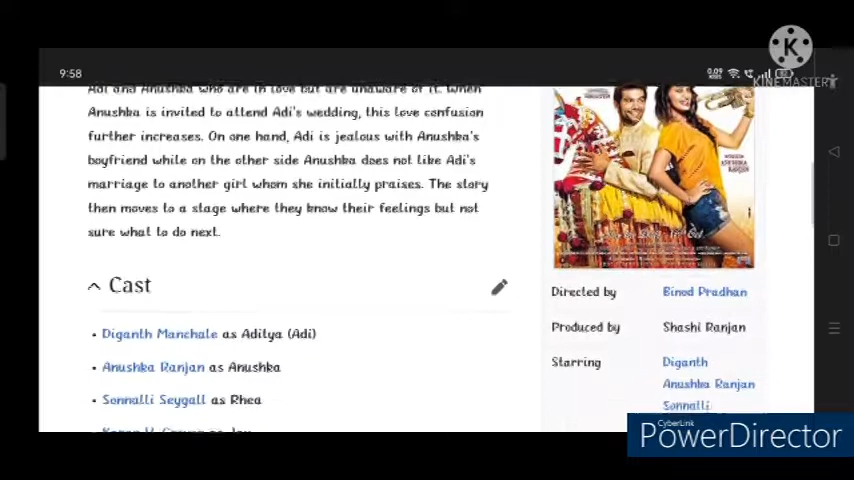 9:58
0.09
KB/S
KINEMASTER
Adi and Anushka who are in love but are unaware of it. When
Anushka is invited to attend Adi's wedding, this love confusion
further increases. On one hand, Adi is jealous with Anushka's
boyfriend while on the other side Anushka does not like Adi's
marriage to another girl whom she initially praises. The story
then moves to a stage where they know their feelings but not
sure what to do next.
Cast
• Diganth Manchale as Aditya (Adi)
• Anushka Ranjan as Anushka
• Sonnalli Seygall as Rhea
Directed by Binod Pradhan
Produced by Shashi Ranjan
Starring Diganth
Anushka Ranjan
Sonnalli
CyberLink
PowerDirector